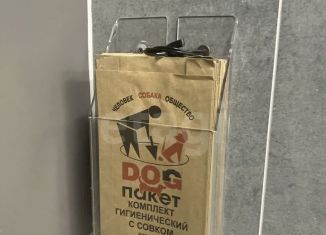 ЧЕЛОВЕК СОБАКА ОБЩЕСТВО
DOG
пакет
КОМПЛЕКТ
ГИГИЕНИЧЕСКИЙ
С СОВКОМ